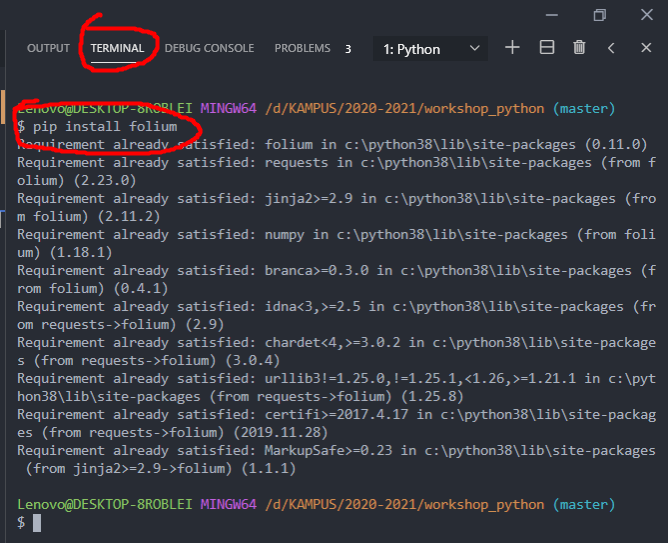 OUTPUT TERMINAL DEBUG CONSOLE PROBLEMS 3 1: Python
Lenovo@DESKTOP-8ROBLEI MINGW64 /d/KAMPUS/2020-2021/workshop_python (master)
$ pip install folium
Requirement already satisfied: folium in c:\python38\lib\site-packages (0.11.0)
Requirement already satisfied: requests in c:\python38\lib\site-packages (from f
olium) (2.23.0)
Requirement already satisfied: jinja2>=2.9 in c:\python38\lib\site-packages (fro
m folium) (2.11.2)
Requirement already satisfied: numpy in c:\python38\lib\site-packages (from foli
um) (1.18.1)
Requirement already satisfied: branca>=0.3.0 in c:\python38\lib\site-packages (f
rom folium) (0.4.1)
Requirement already satisfied: idna<3,>=2.5 in c:\python38\lib\site-packages (fr
om requests->folium) (2.9)
Requirement already satisfied: chardet<4,>=3.0.2 in c:\python38\lib\site-package
s (from requests->folium) (3.0.4)
Requirement already satisfied: urllib3!=1.25.0,!=1.25.1,<1.26,>=1.21.1 in c:\pyt
hon38\lib\site-packages (from requests->folium) (1.25.8)
Requirement already satisfied: certifi>=2017.4.17 in c:\python38\lib\site-packag
es (from requests->folium) (2019.11.28)
Requirement already satisfied: MarkupSafe>=0.23 in c:\python38\lib\site-packages
 (from jinja2>=2.9->folium) (1.1.1)
Lenovo@DESKTOP-8ROBLEI MINGW64 /d/KAMPUS/2020-2021/workshop_python (master)
$